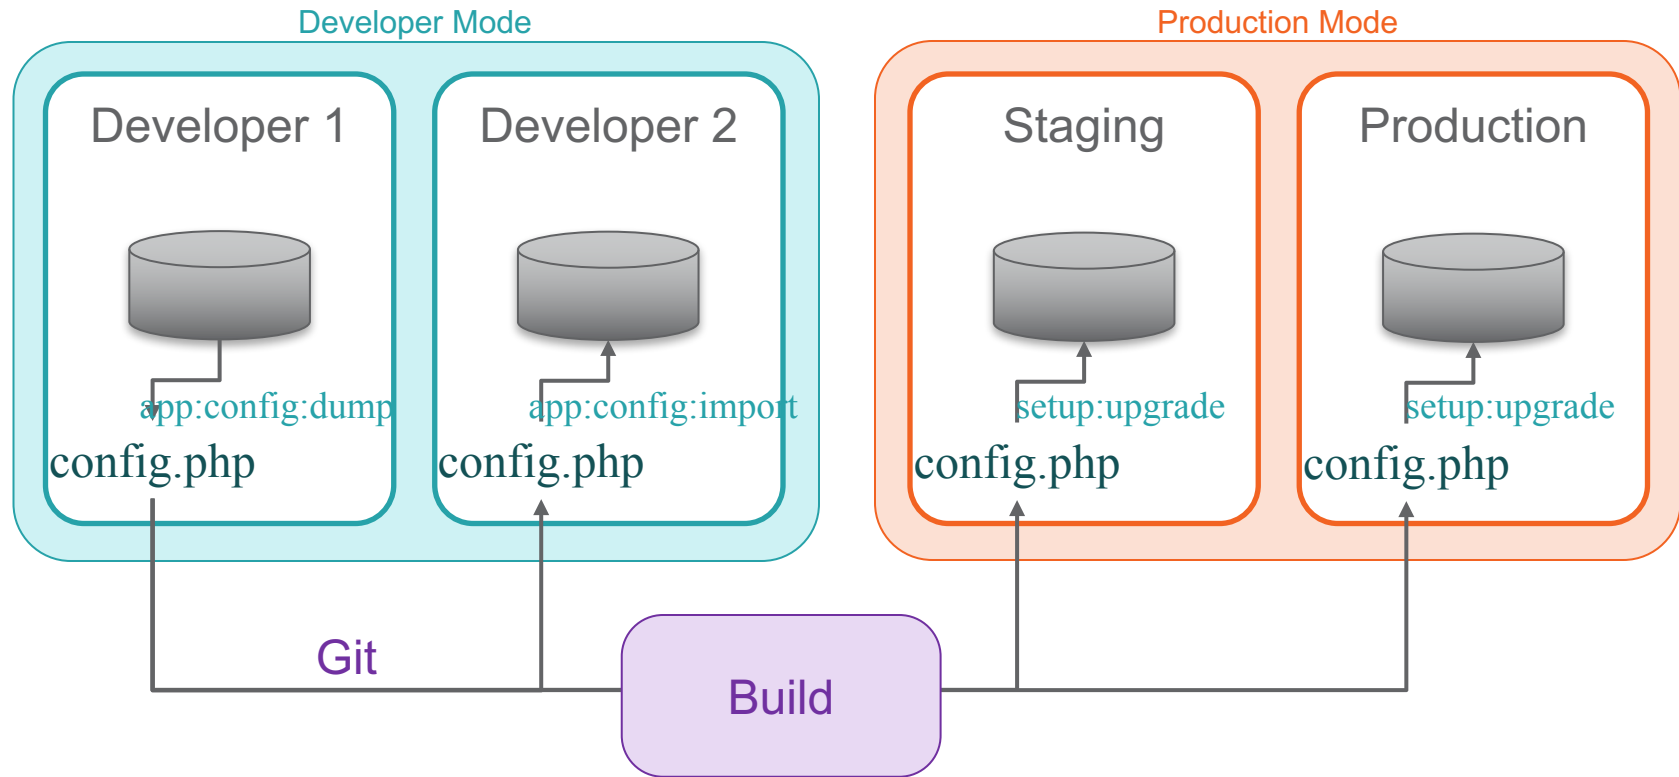 Developer Mode
Production Mode
Developer 1
Developer 2
Staging
Production
app:config:dump
app:config:import
setup:upgrade
setup:upgrade
config.php
config.php
config.php
config.php
Git
Build